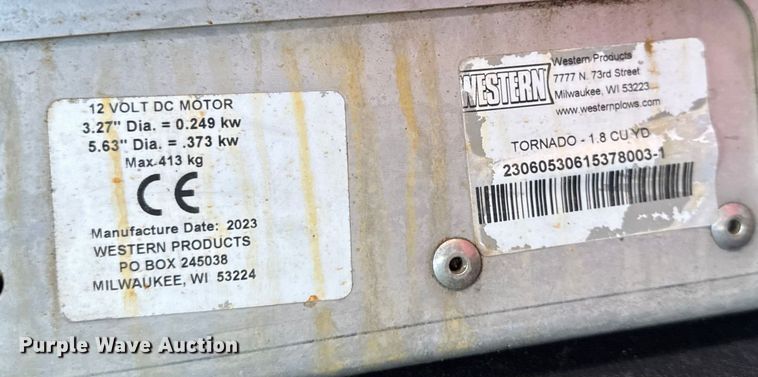 12 VOLT DC MOTOR
3.27" Dia. = 0.249 kw
5.63" Dia. = .373 kw
Max 413 kg
CE
Manufacture Date: 2023
WESTERN PRODUCTS
PO BOX 245038
MILWAUKEE, WI 53224
WESTERN
Western Products
7777 N. 73rd Street
Milwaukee, WI 53223
www.westernplows.com
TORNADO - 1.8 CU YD
23060530615378003-1
Purple Wave Auction